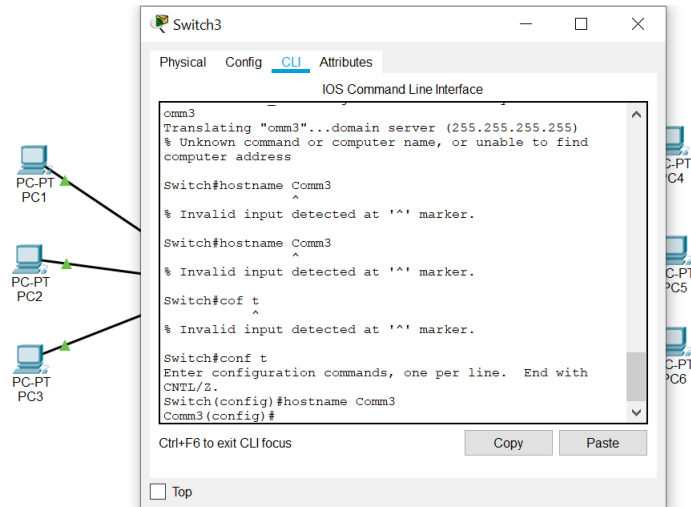 Switch3
Physical Config CLI Attributes
IOS Command Line Interface
omm3
Translating "omm3"...domain server (255.255.255.255)
% Unknown command or computer name, or unable to find
computer address
Switch#hostname Comm3
^
% Invalid input detected at '^' marker.
Switch#hostname Comm3
^
% Invalid input detected at '^' marker.
Switch#cof t
^
% Invalid input detected at '^' marker.
Switch#conf t
Enter configuration commands, one per line. End with
CNTL/Z.
Switch(config)#hostname Comm3
Comm3(config)#
Ctrl+F6 to exit CLI focus
Copy Paste
Top
PC-PT
PC1
PC-PT
PC2
PC-PT
PC3
C-PT
C4
C-PT
PC5
C-PT
PC6